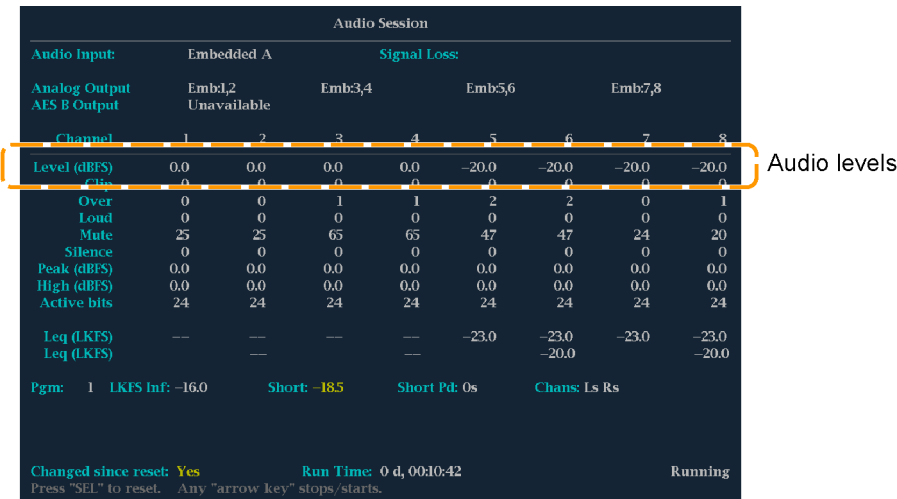 Audio Session
Audio Input: Embedded A Signal Loss:
Analog Output Emb:1,2 Emb:3,4 Emb:5,6 Emb:7,8
AES B Output Unavailable
Channel 1 2 3 4 5 6 7 8
Level (dBFS) 0.0 0.0 0.0 0.0 −20.0 −20.0 −20.0 −20.0
Audio levels
Clip 0 0 0 0 0 0 0 0
Over 0 0 1 1 2 2 0 1
Loud 0 0 0 0 0 0 0 0
Mute 25 25 65 65 47 47 24 20
Silence 0 0 0 0 0 0 0 0
Peak (dBFS) 0.0 0.0 0.0 0.0 0.0 0.0 0.0 0.0
High (dBFS) 0.0 0.0 0.0 0.0 0.0 0.0 0.0 0.0
Active bits 24 24 24 24 24 24 24 24
Leq (LKFS) –– –– –– –– −23.0 −23.0 −23.0 −23.0
Leq (LKFS) –– –– −20.0 −20.0
Pgm: 1 LKFS Inf: −16.0 Short: −18.5 Short Pd: 0s Chans: Ls Rs
Changed since reset: Yes Run Time: 0 d, 00:10:42 Running
Press "SEL" to reset. Any "arrow key" stops/starts.